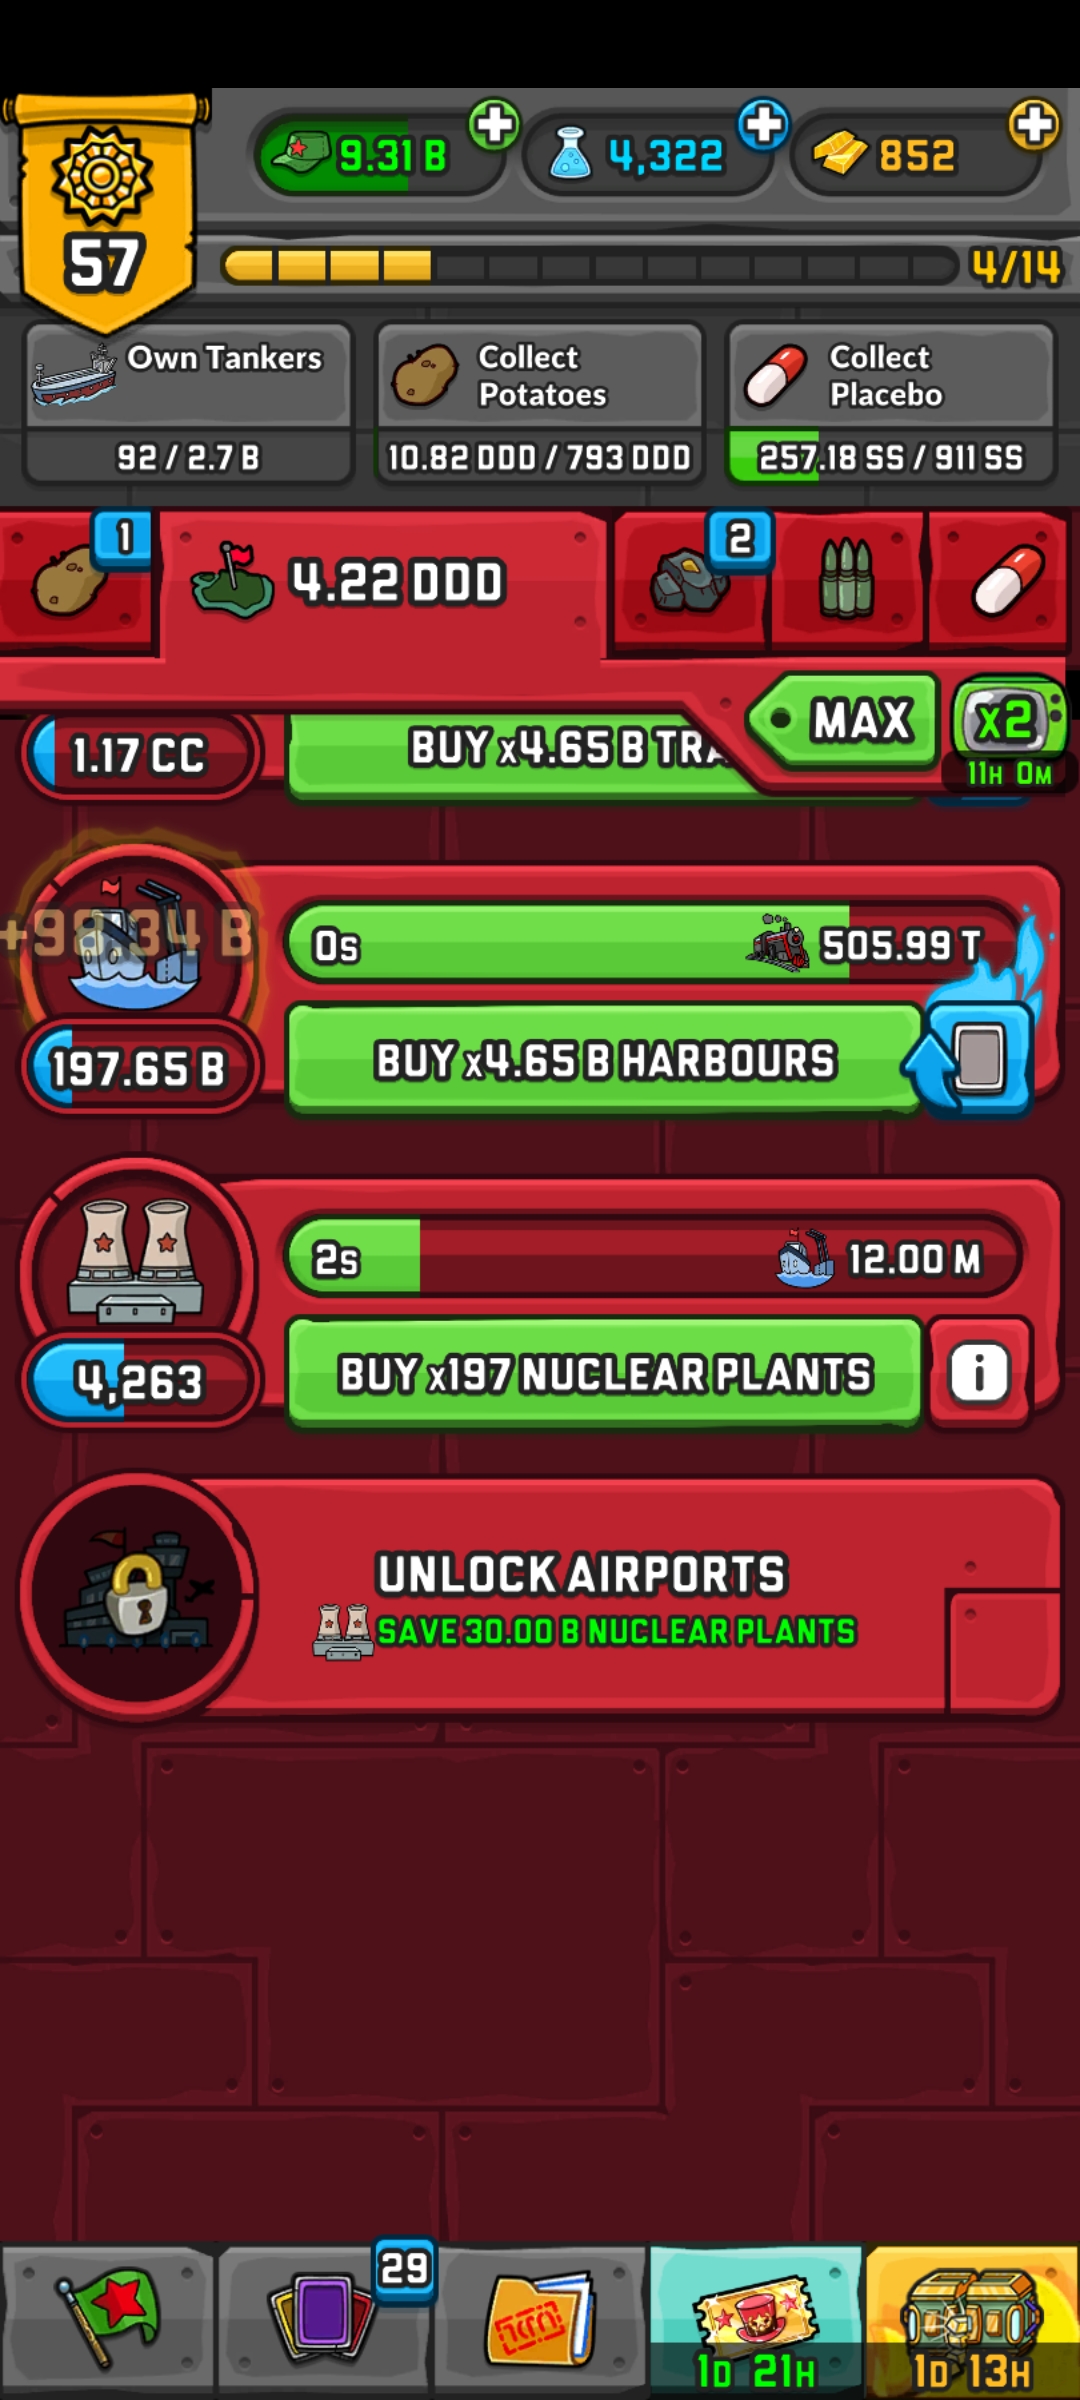 57
9.31 B
4,322
852
4/14
Own Tankers
92 / 2.7 B
Collect
Potatoes
10.82 DDD / 793 DDD
Collect
Placebo
257.18 SS / 911 SS
1
4.22 DDD
2
MAX
x2
11H 0M
1.17 CC
BUY x4.65 B TRA
+98.34 B
0s
505.99 T
197.65 B
BUY x4.65 B HARBOURS
2s
12.00 M
4,263
BUY x197 NUCLEAR PLANTS
i
UNLOCK AIRPORTS
SAVE 30.00 B NUCLEAR PLANTS
29
1D 21H
1D 13H